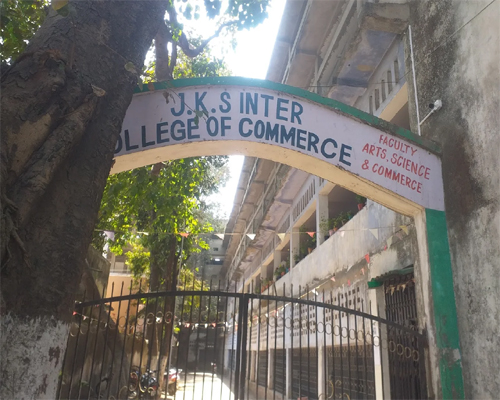 J.K.S INTER
COLLEGE OF COMMERCE
FACULTY
ARTS, SCIENCE
& COMMERCE